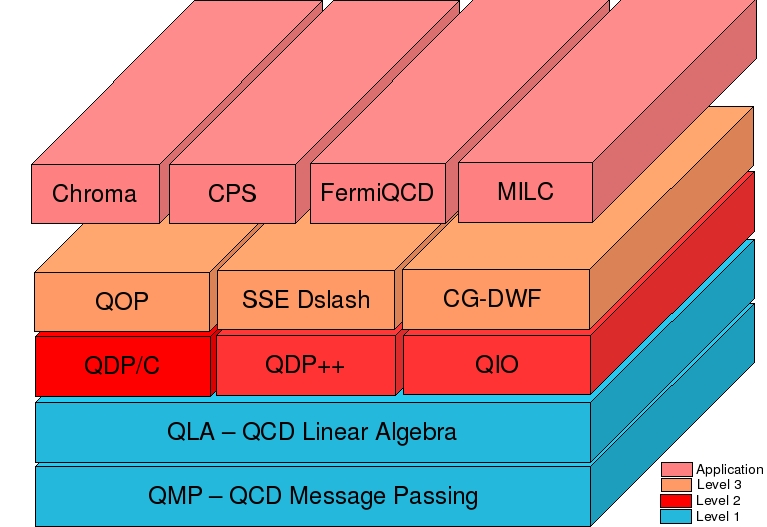 Chroma
CPS
FermiQCD
MILC
QOP
SSE Dslash
CG-DWF
QDP/C
QDP++
QIO
QLA – QCD Linear Algebra
QMP – QCD Message Passing
Application
Level 3
Level 2
Level 1